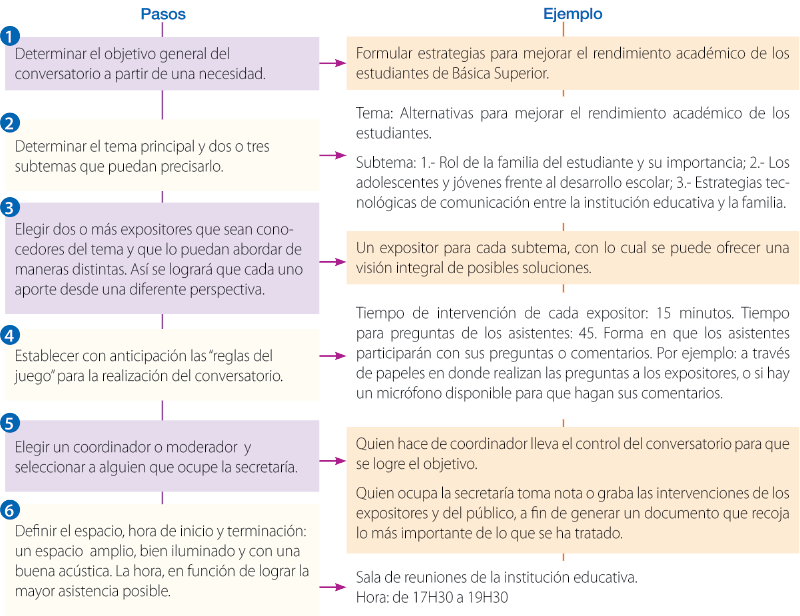 Pasos
Ejemplo
1
Determinar el objetivo general del
conversatorio a partir de una necesidad.
Formular estrategias para mejorar el rendimiento académico de los
estudiantes de Básica Superior.
2
Determinar el tema principal y dos o tres
subtemas que puedan precisarlo.
Tema: Alternativas para mejorar el rendimiento académico de los
estudiantes.
Subtema: 1.- Rol de la familia del estudiante y su importancia; 2.- Los
adolescentes y jóvenes frente al desarrollo escolar; 3.- Estrategias tec-
nológicas de comunicación entre la institución educativa y la familia.
3
Elegir dos o más expositores que sean cono-
cedores del tema y que lo puedan abordar de
maneras distintas. Así se logrará que cada uno
aporte desde una diferente perspectiva.
Un expositor para cada subtema, con lo cual se puede ofrecer una
visión integral de posibles soluciones.
4
Establecer con anticipación las “reglas del
juego” para la realización del conversatorio.
Tiempo de intervención de cada expositor: 15 minutos. Tiempo
para preguntas de los asistentes: 45. Forma en que los asistentes
participarán con sus preguntas o comentarios. Por ejemplo: a través
de papeles en donde realizan las preguntas a los expositores, o si hay
un micrófono disponible para que hagan sus comentarios.
5
Elegir un coordinador o moderador y
seleccionar a alguien que ocupe la secretaría.
Quien hace de coordinador lleva el control del conversatorio para que
se logre el objetivo.
Quien ocupa la secretaría toma nota o graba las intervenciones de los
expositores y del público, a fin de generar un documento que recoja
lo más importante de lo que se ha tratado.
6
Definir el espacio, hora de inicio y terminación:
un espacio amplio, bien iluminado y con una
buena acústica. La hora, en función de lograr la
mayor asistencia posible.
Sala de reuniones de la institución educativa.
Hora: de 17H30 a 19H30